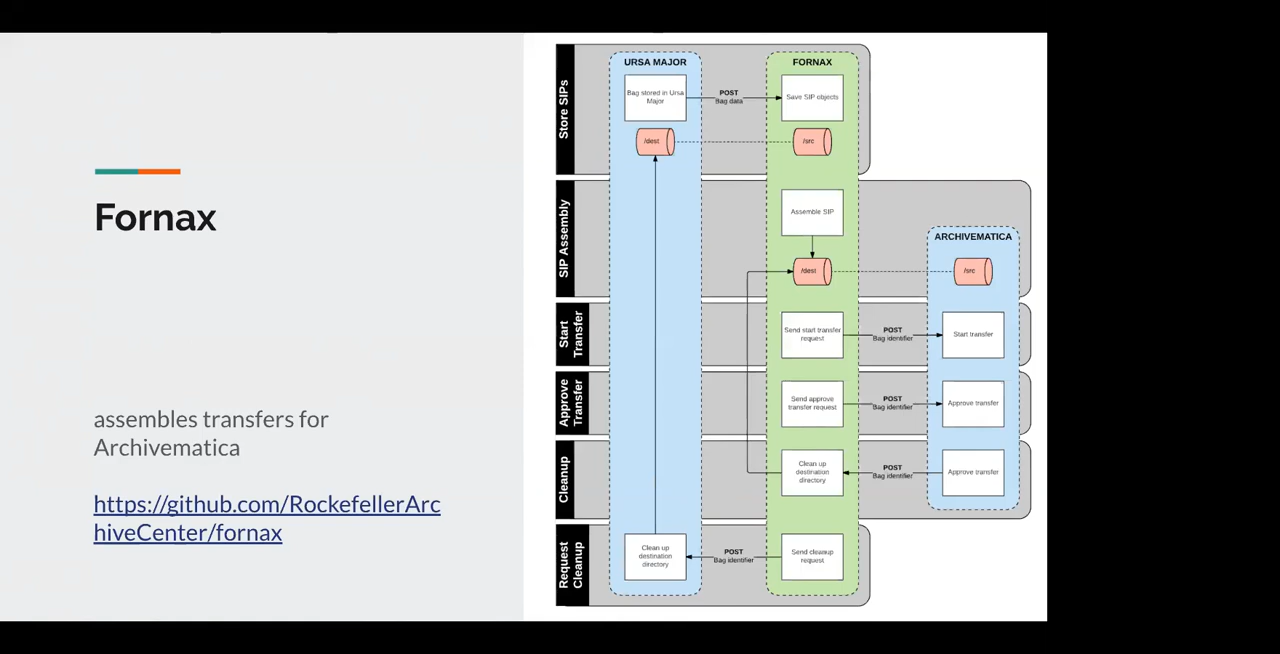 Fornax
assembles transfers for
Archivematica
https://github.com/RockefellerArc
hiveCenter/fornax
URSA MAJOR
FORNAX
Store SIPs
Bag stored in Ursa
Major
POST
Bag data
Save SIP objects
/dest
/src
SIP Assembly
Assemble SIP
ARCHIVEMATICA
/dest
/src
Start
Transfer
Send start transfer
request
POST
Bag identifier
Start transfer
Approve
Transfer
Send approve
transfer request
POST
Bag identifier
Approve transfer
Cleanup
Clean up
destination
directory
POST
Bag identifier
Approve transfer
Request
Cleanup
Clean up
destination
directory
POST
Bag identifier
Send cleanup
request